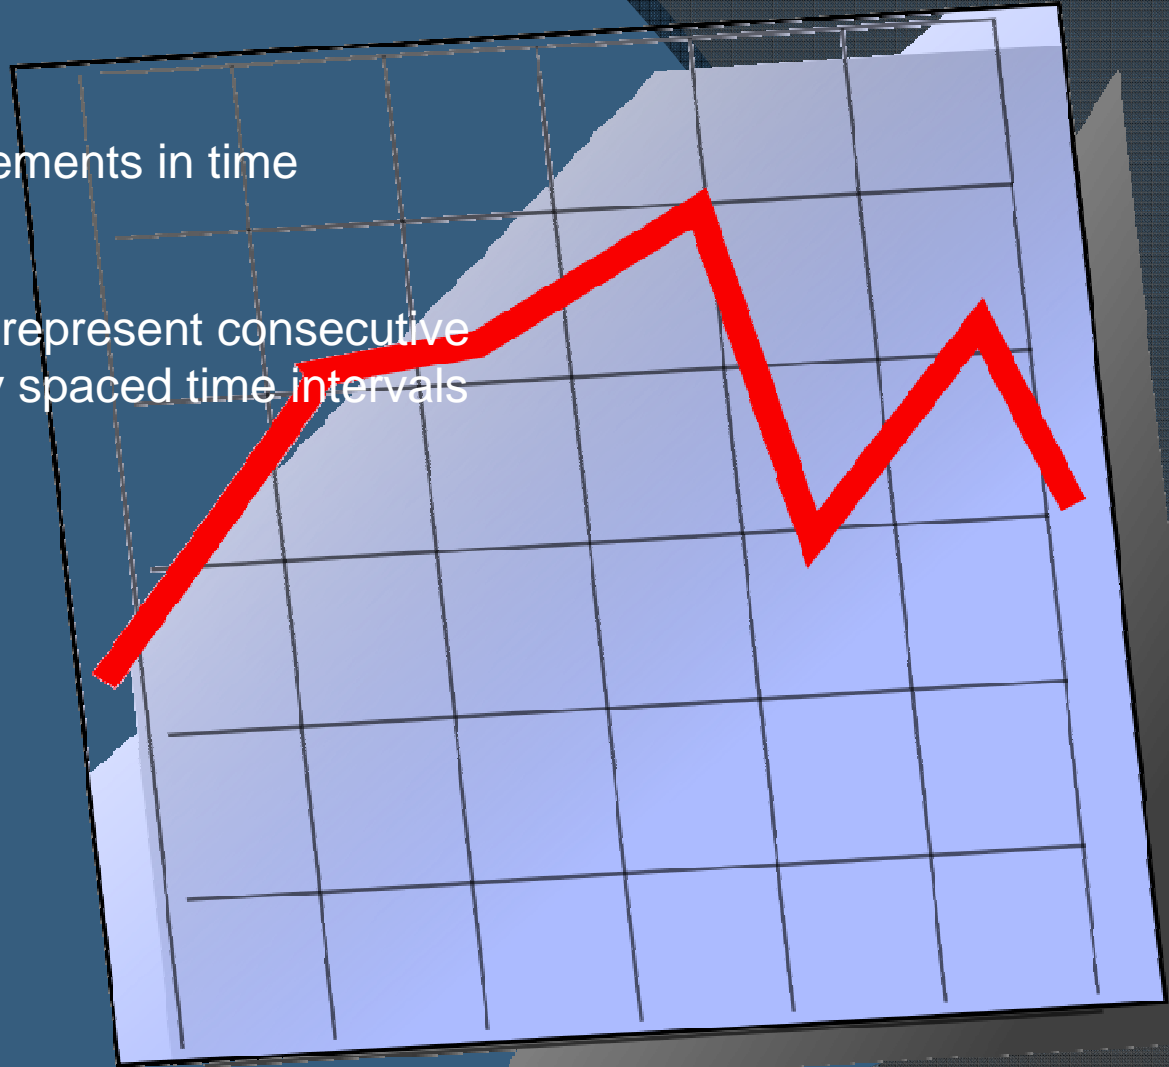 ements in time
represent consecutive
spaced time intervals